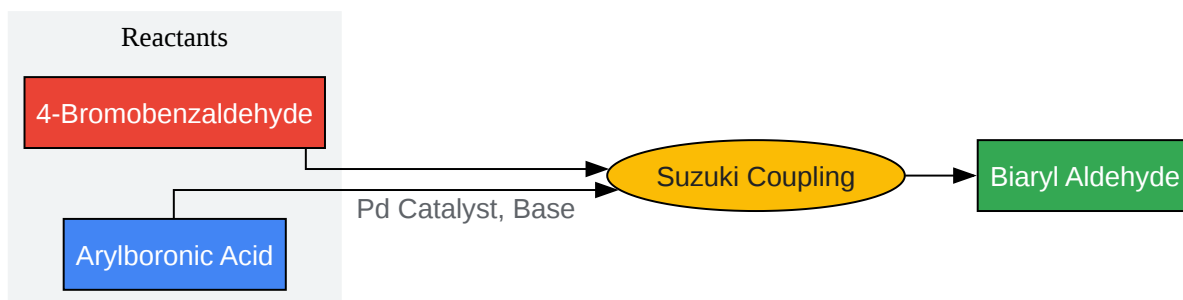 Reactants
4-Bromobenzaldehyde
Suzuki Coupling
Biaryl Aldehyde
Pd Catalyst, Base
Arylboronic Acid